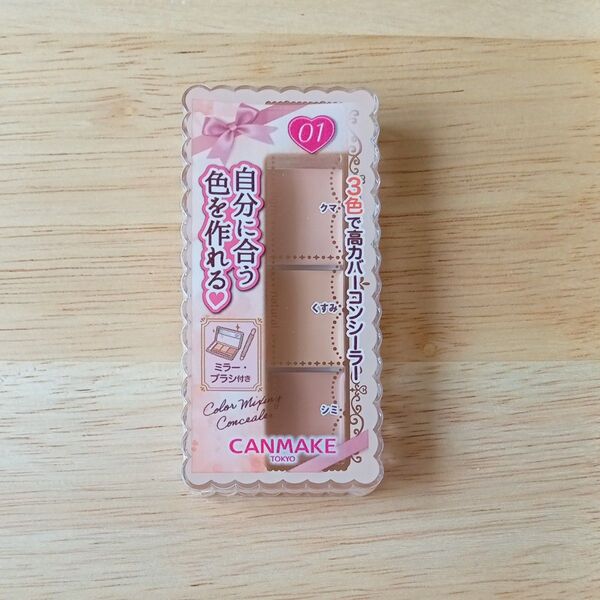 01
3色で高カバーコンシーラー
自分に合う
色を作れる
クマ
くすみ
シミ
natural
ミラー・
ブラシ付き
Color Mixing
Concealer
CANMAKE
TOKYO